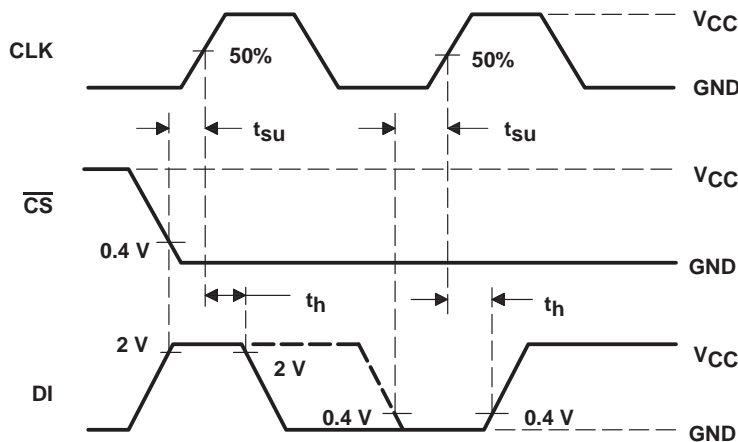 VCC
CLK
50%
50%
GND
tsu
tsu
VCC
CS
0.4 V
GND
th
th
2 V
2 V
VCC
DI
0.4 V
0.4 V
GND